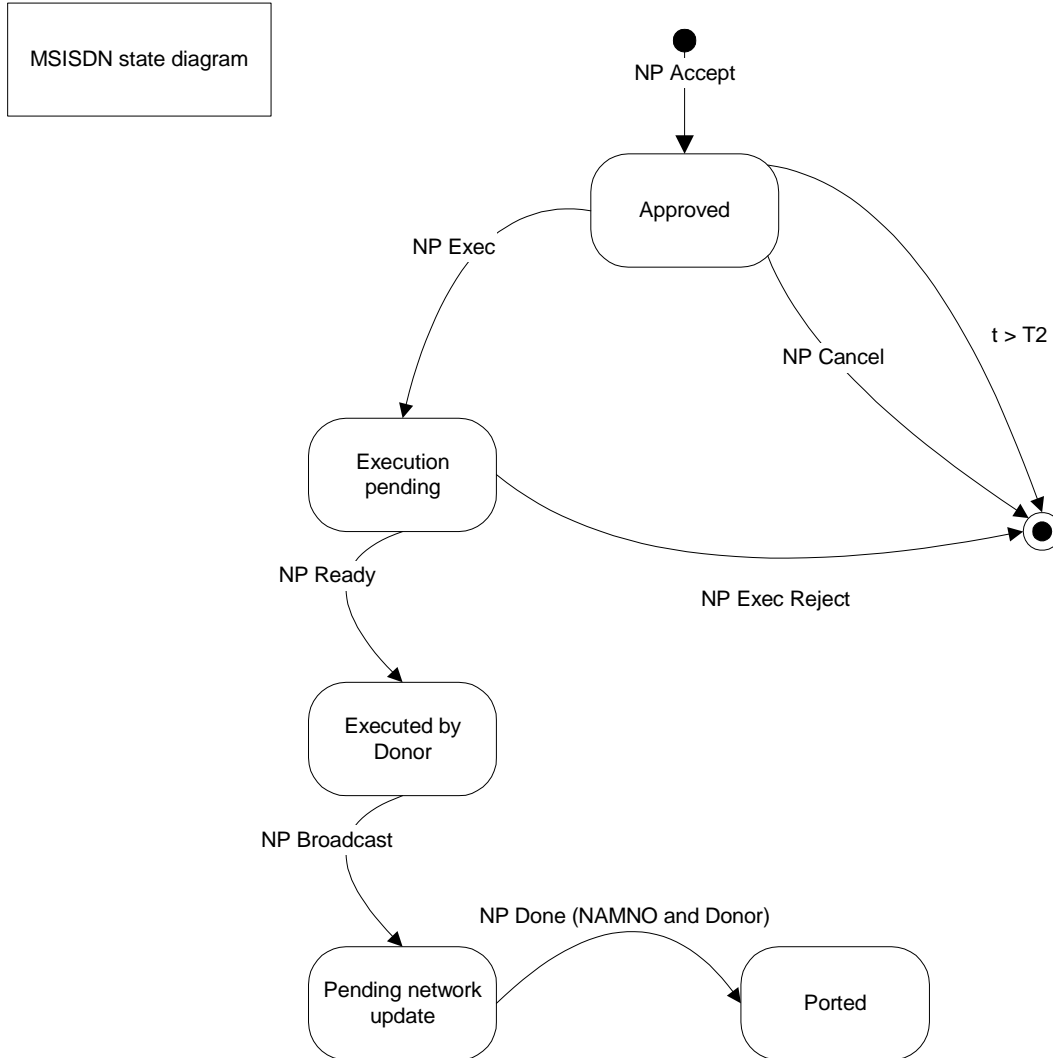 MSISDN state diagram
NP Accept
Approved
NP Exec
t > T2
NP Cancel
Execution
pending
NP Ready
NP Exec Reject
Executed by
Donor
NP Broadcast
NP Done (NAMNO and Donor)
Pending network
update
Ported